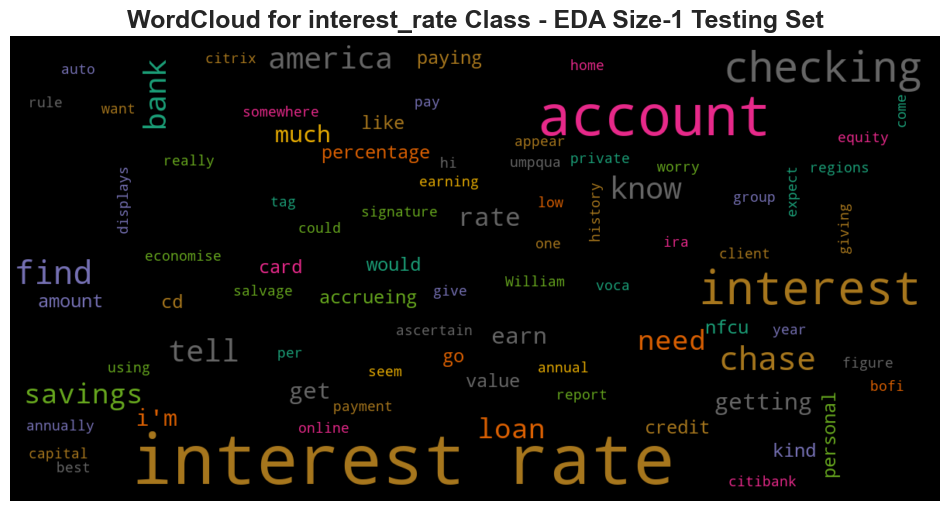 WordCloud for interest_rate Class - EDA Size-1 Testing Set
auto
citrix
america
paying
home
checking
rule
want
bank
somewhere
pay
account
come
much
like
equity
percentage
appear
really
hi
umpqua
private
worry
regions
displays
earning
know
group
expect
tag
signature
rate
low
history
giving
could
one
ira
economise
card
would
client
find
amount
cd
salvage
accrueing
give
William
voca
interest
ascertain
nfcu
year
tell
per
go
earn
need
chase
figure
using
seem
annual
bofi
savings
get
value
report
getting
personal
annually
i'm
payment
online
loan
credit
capital
best
interest rate
kind
citibank